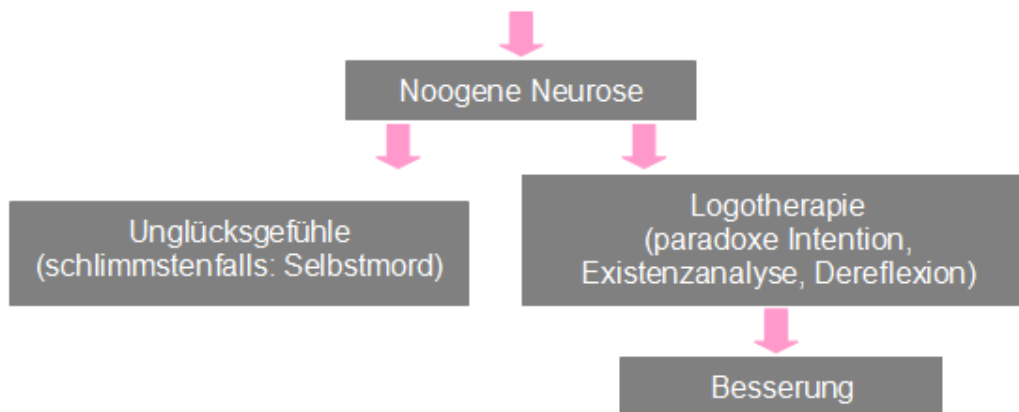 Noogene Neurose
Unglücksgefühle
(schlimmstenfalls: Selbstmord)
Logotherapie
(paradoxe Intention,
Existenzanalyse, Dereflexion)
Besserung